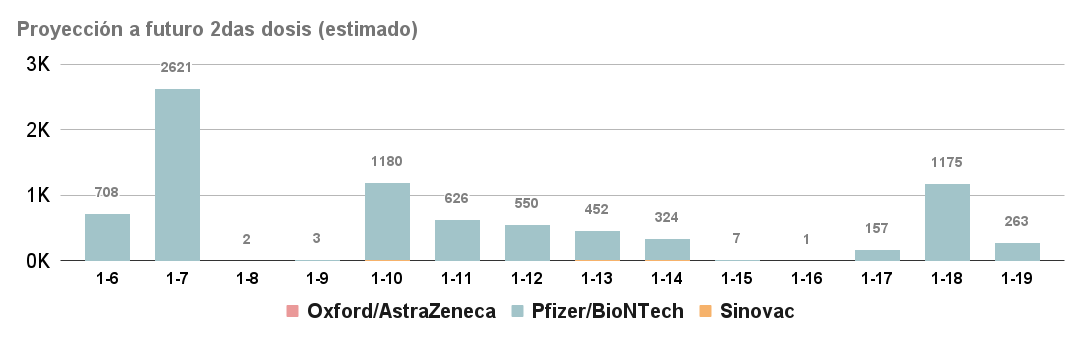 Proyección a futuro 2das dosis (estimado)
3K
2K
1K
0K
708
2621
2
3
1180
626
550
452
324
7
1
157
1175
263
1-6 1-7 1-8 1-9 1-10 1-11 1-12 1-13 1-14 1-15 1-16 1-17 1-18 1-19
Oxford/AstraZeneca Pfizer/BioNTech Sinovac